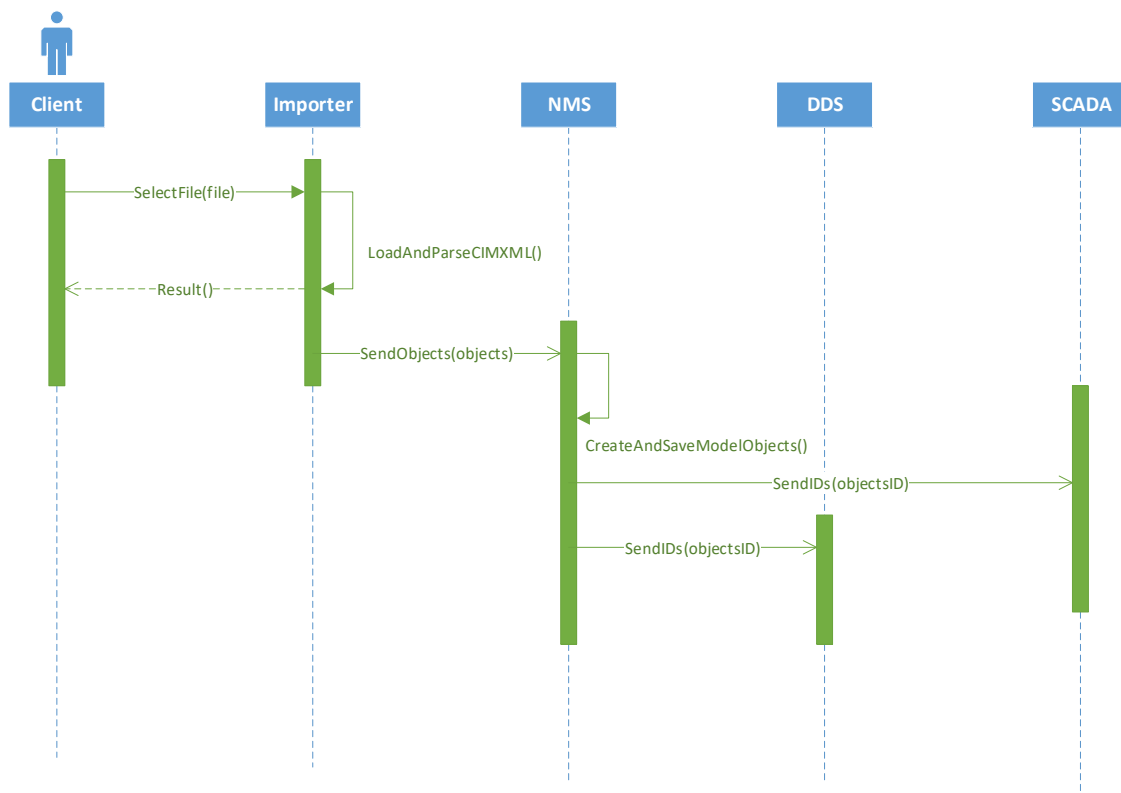 Client
Importer
NMS
DDS
SCADA
SelectFile(file)
LoadAndParseCIMXML()
Result()
SendObjects(objects)
CreateAndSaveModelObjects()
SendIDs(objectsID)
SendIDs(objectsID)